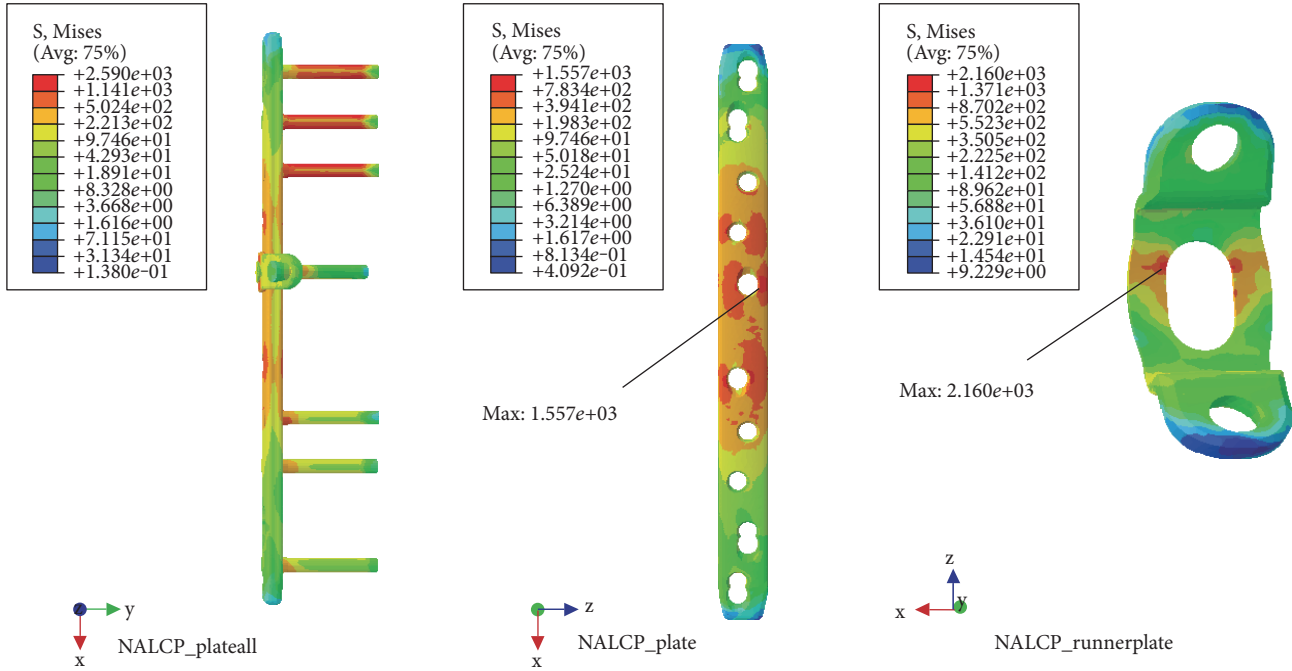 S, Mises
(Avg: 75%)
+2.590e+03
+1.141e+03
+5.024e+02
+2.213e+02
+9.746e+01
+4.293e+01
+1.891e+01
+8.328e+00
+3.668e+00
+1.616e+00
+7.115e+01
+3.134e+01
+1.380e-01
z
y
x
NALCP_plateall
S, Mises
(Avg: 75%)
+1.557e+03
+7.834e+02
+3.941e+02
+1.983e+02
+9.746e+01
+5.018e+01
+2.524e+01
+1.270e+00
+6.389e+00
+3.214e+00
+1.617e+00
+8.134e-01
+4.092e-01
Max: 1.557e+03
z
x
NALCP_plate
S, Mises
(Avg: 75%)
+2.160e+03
+1.371e+03
+8.702e+02
+5.523e+02
+3.505e+02
+2.225e+02
+1.412e+02
+8.962e+01
+5.688e+01
+3.610e+01
+2.291e+01
+1.454e+01
+9.229e+00
Max: 2.160e+03
z
x
y
NALCP_runnerplate